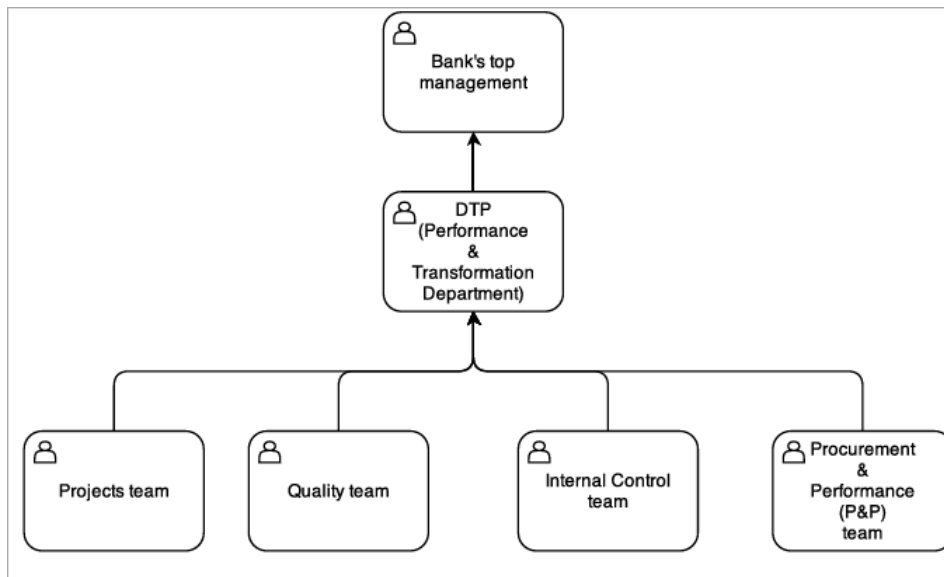 Bank's top
management
DTP
(Performance
&
Transformation
Department)
Projects team
Quality team
Internal Control
team
Procurement
&
Performance
(P&P)
team